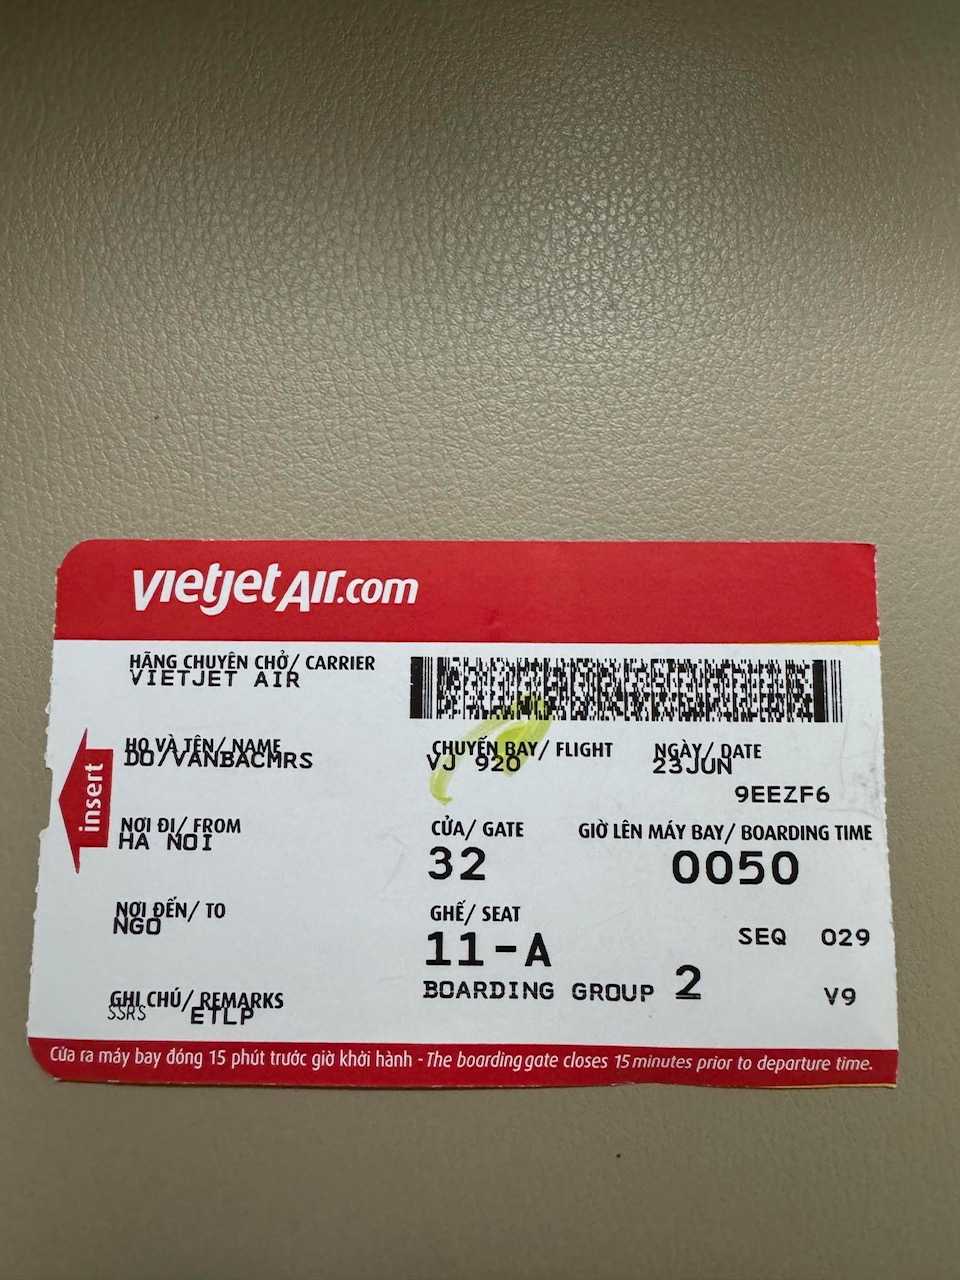 vietjetAir.com
HÃNG CHUYÊN CHỞ/ CARRIER
VIETJET AIR
HỌ VÀ TÊN/ NAME
DO/VANBACMRS
CHUYẾN BAY/ FLIGHT
VJ 920
NGÀY/ DATE
23JUN
9EEZF6
insert
NƠI ĐI/ FROM
HA NOI
CỬA/ GATE
32
GIỜ LÊN MÁY BAY/ BOARDING TIME
0050
NƠI ĐẾN/ TO
NGO
GHẾ/ SEAT
11-A
SEQ 029
BOARDING GROUP 2
V9
GHI CHÚ/ REMARKS
SSRS ETLP
Cửa ra máy bay đóng 15 phút trước giờ khởi hành - The boarding gate closes 15 minutes prior to departure time.